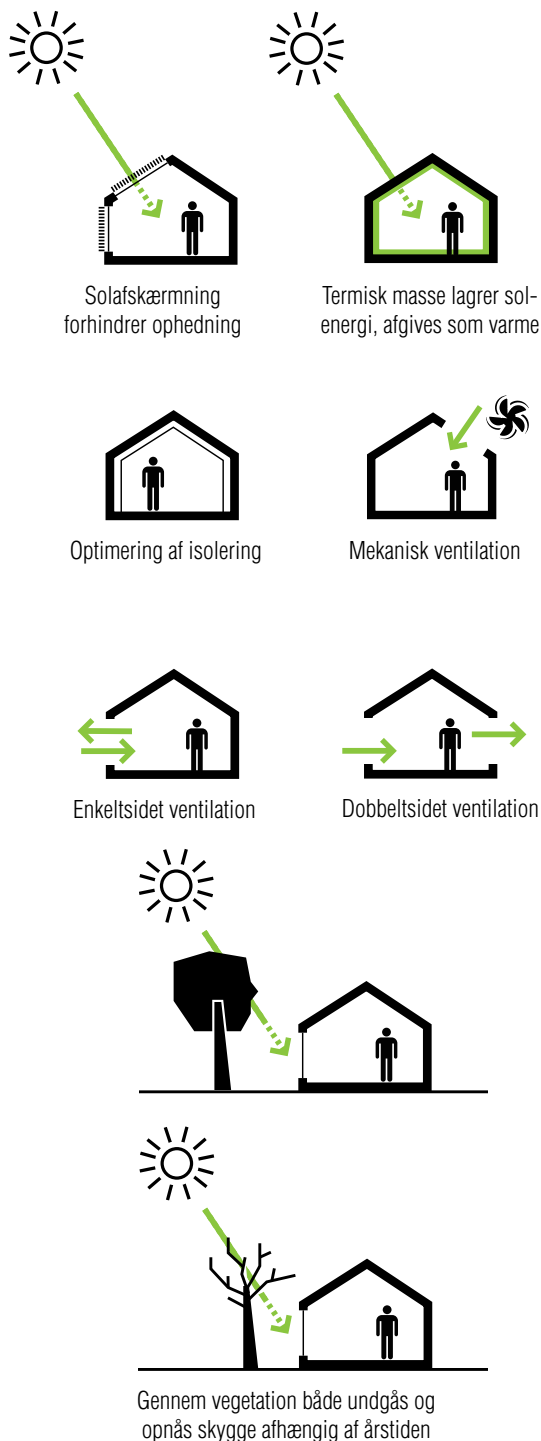 Solafskærmning
forhindrer ophedning
Termisk masse lagrer sol-
energi, afgives som varme
Optimering af isolering
Mekanisk ventilation
Enkeltsidet ventilation
Dobbeltsidet ventilation
Gennem vegetation både undgås og
opnås skygge afhængig af årstiden